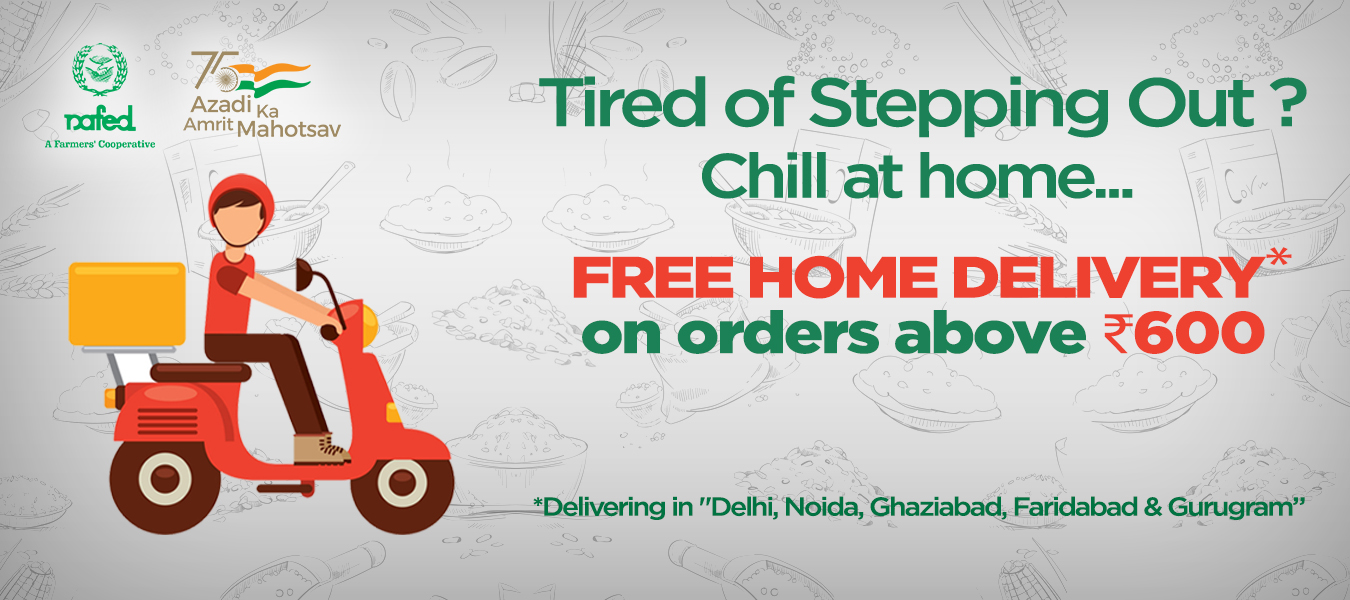 nafed
A Farmers' Cooperative
75
Azadi Ka
Amrit Mahotsav
Tired of Stepping Out ?
Chill at home...
FREE HOME DELIVERY*
on orders above ₹600
*Delivering in "Delhi, Noida, Ghaziabad, Faridabad & Gurugram”